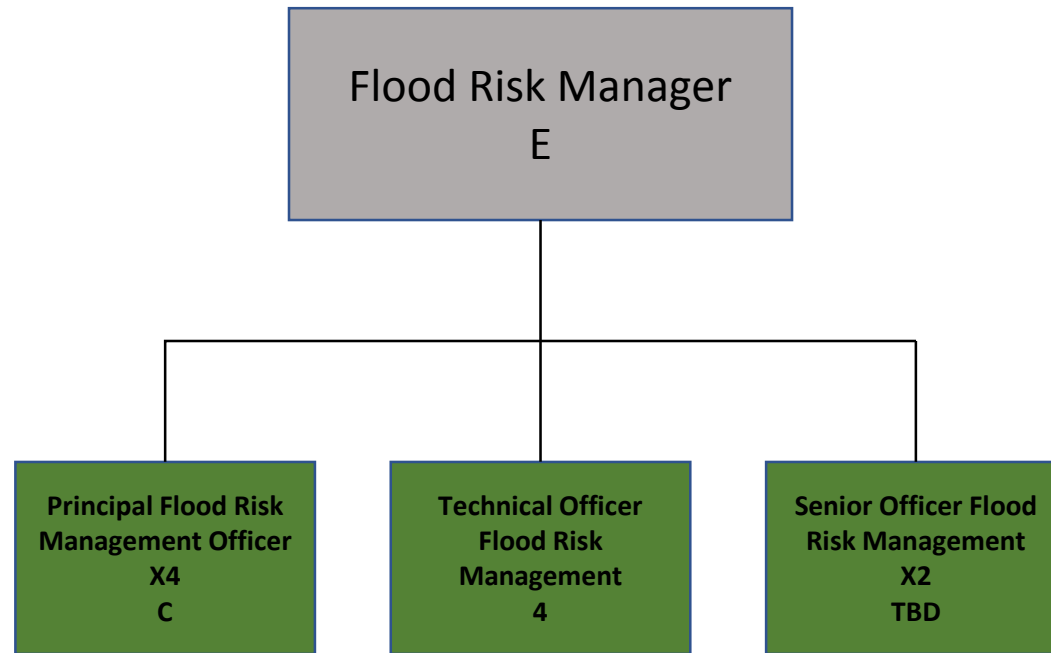 Flood Risk Manager
E
Principal Flood Risk
Management Officer
X4
C
Technical Officer
Flood Risk
Management
4
Senior Officer Flood
Risk Management
X2
TBD